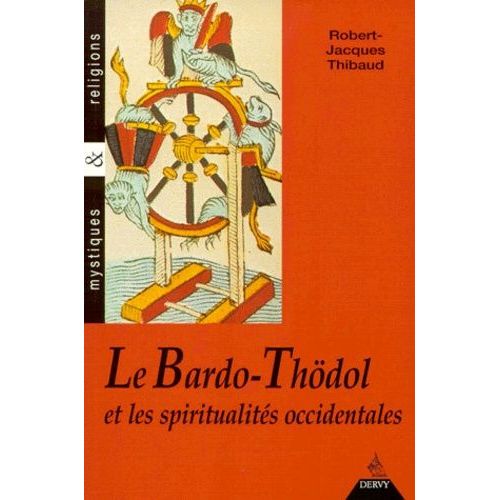 Robert-
Jacques
Thibaud
mystiques & religions
Le Bardo-Thödol
et les spiritualités occidentales
DERVY